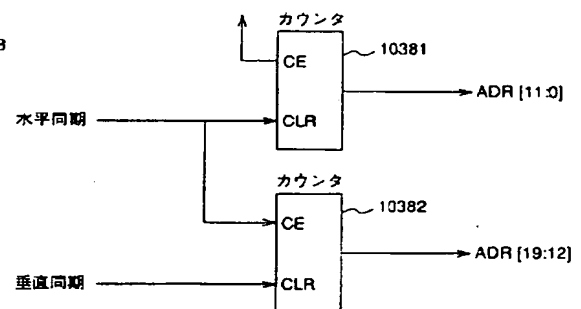 カウンタ
CE
10381
ADR [11:0]
水平同期
CLR
カウンタ
10382
CE
ADR [19:12]
垂直同期
CLR